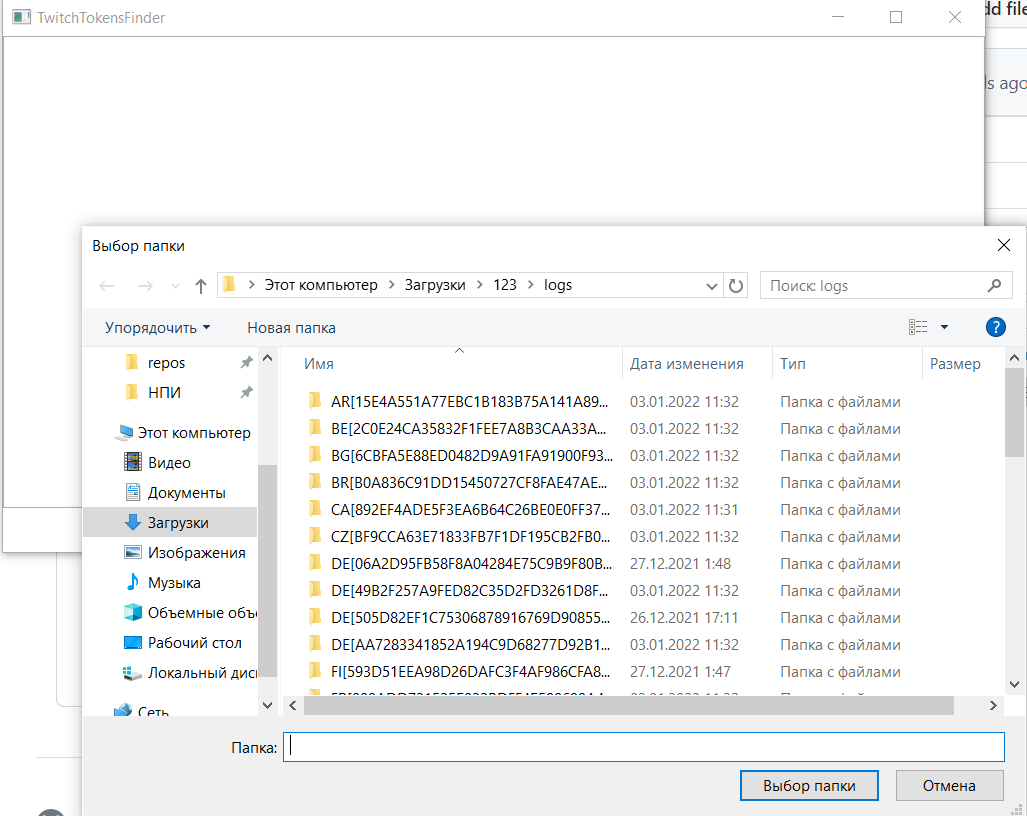 TwitchTokensFinder
dd file
ls ago
Выбор папки
Этот компьютер Загрузки 123 logs
Поиск: logs
Упорядочить Новая папка
repos
НПИ
Этот компьютер
Видео
Документы
Загрузки
Изображения
Музыка
Объемные объ
Рабочий стол
Локальный дис
Сеть
Имя Дата изменения Тип Размер
AR[15E4A551A77EBC1B183B75A141A89... 03.01.2022 11:32 Папка с файлами
BE[2C0E24CA35832F1FEE7A8B3CAA33A... 03.01.2022 11:32 Папка с файлами
BG[6CBFA5E88ED0482D9A91FA91900F93... 03.01.2022 11:32 Папка с файлами
BR[B0A836C91DD15450727CF8FAE47AE... 03.01.2022 11:32 Папка с файлами
CA[892EF4ADE5F3EA6B64C26BE0E0FF37... 03.01.2022 11:31 Папка с файлами
CZ[BF9CCA63E71833FB7F1DF195CB2FB0... 03.01.2022 11:32 Папка с файлами
DE[06A2D95FB58F8A04284E75C9B9F80B... 27.12.2021 1:48 Папка с файлами
DE[49B2F257A9FED82C35D2FD3261D8F... 03.01.2022 11:32 Папка с файлами
DE[505D82EF1C75306878916769D90855... 26.12.2021 17:11 Папка с файлами
DE[AA7283341852A194C9D68277D92B1... 03.01.2022 11:32 Папка с файлами
FI[593D51EEA98D26DAFC3F4AF986CFA8... 27.12.2021 1:47 Папка с файлами
Папка:
Выбор папки Отмена